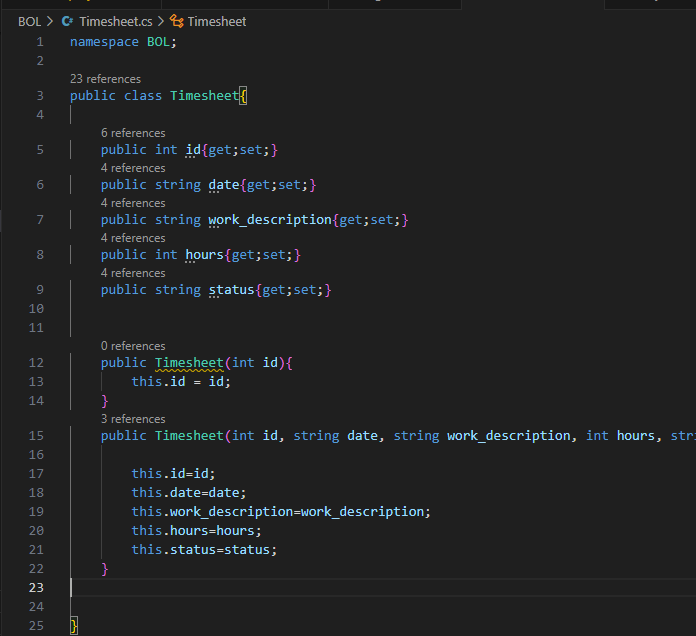 BOL > Timesheet.cs > Timesheet
1 namespace BOL;
2
23 references
3 public class Timesheet{
4
6 references
5 public int id{get;set;}
4 references
6 public string date{get;set;}
4 references
7 public string work_description{get;set;}
4 references
8 public int hours{get;set;}
4 references
9 public string status{get;set;}
10
11
0 references
12 public Timesheet(int id){
13 this.id = id;
14 }
3 references
15 public Timesheet(int id, string date, string work_description, int hours, str
16
17 this.id=id;
18 this.date=date;
19 this.work_description=work_description;
20 this.hours=hours;
21 this.status=status;
22 }
23
24
25 }